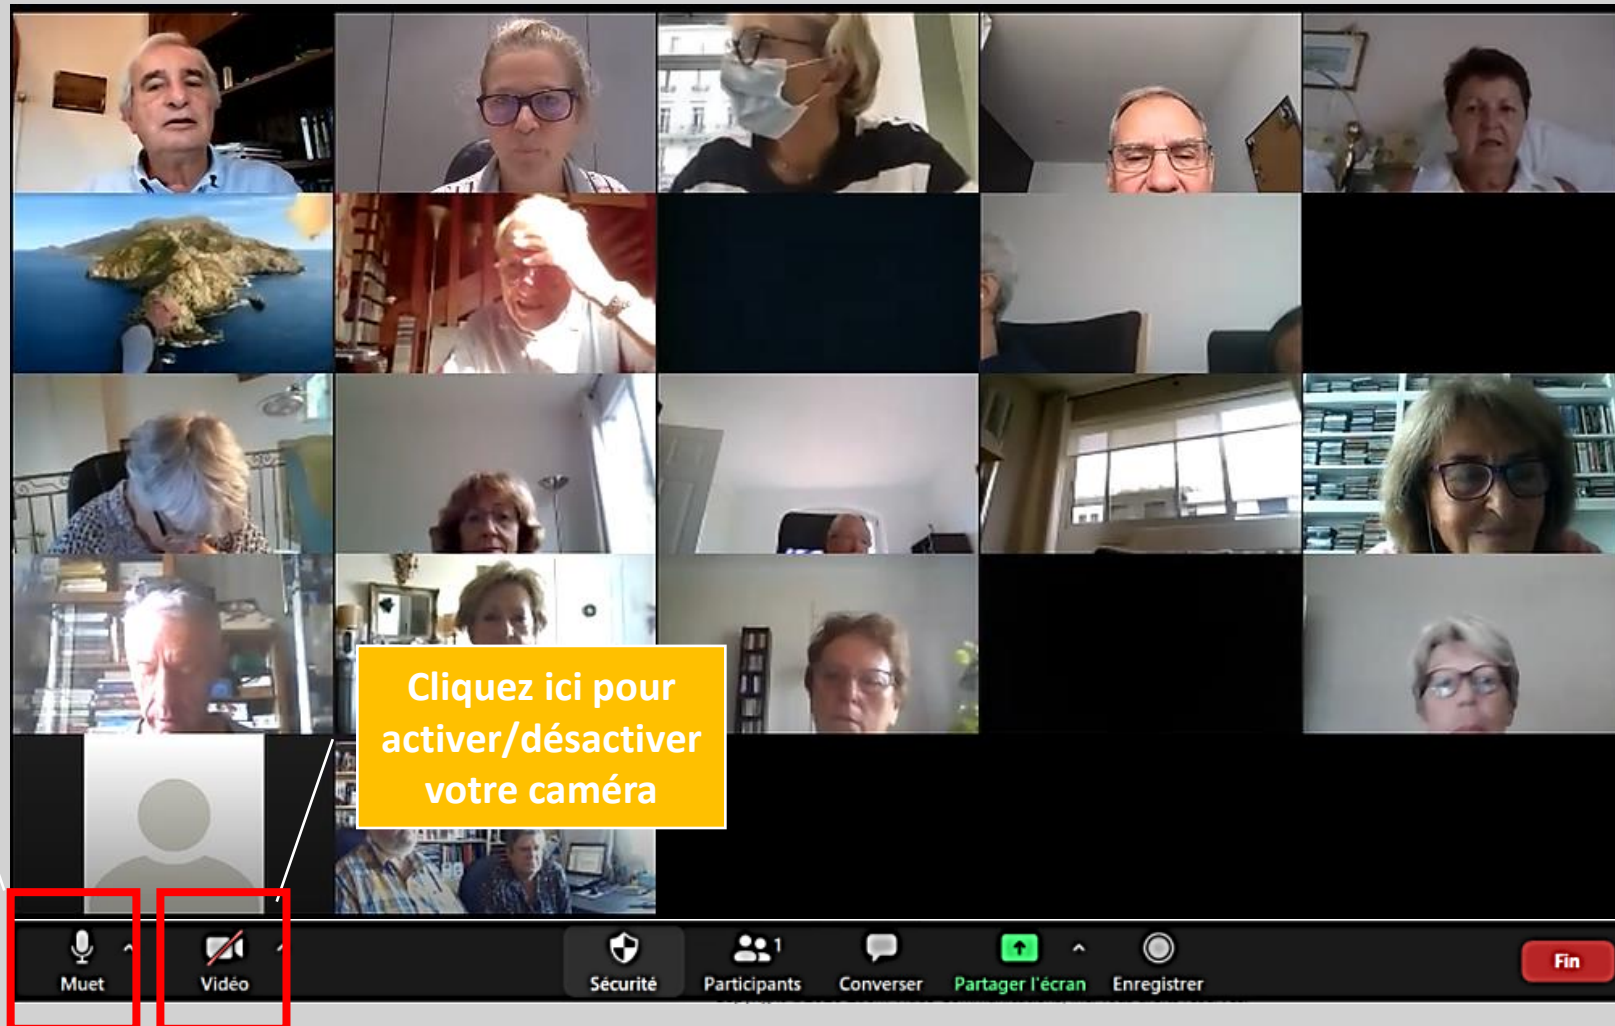 Cliquez ici pour
activer/désactiver
votre caméra
Muet
Vidéo
Sécurité
1
Participants
Converser
Partager l'écran
Enregistrer
Fin